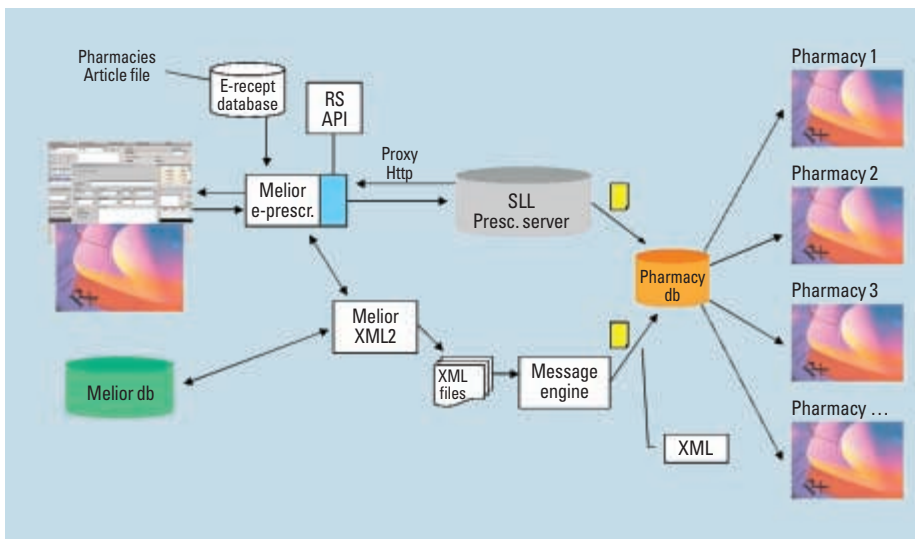 Pharmacies
Article file
E-recept
database
RS
API
Proxy
Http
Melior
e-prescr.
SLL
Presc. server
Pharmacy
db
Melior
XML2
Melior db
XML
files
Message
engine
XML
Pharmacy 1
Pharmacy 2
Pharmacy 3
Pharmacy …